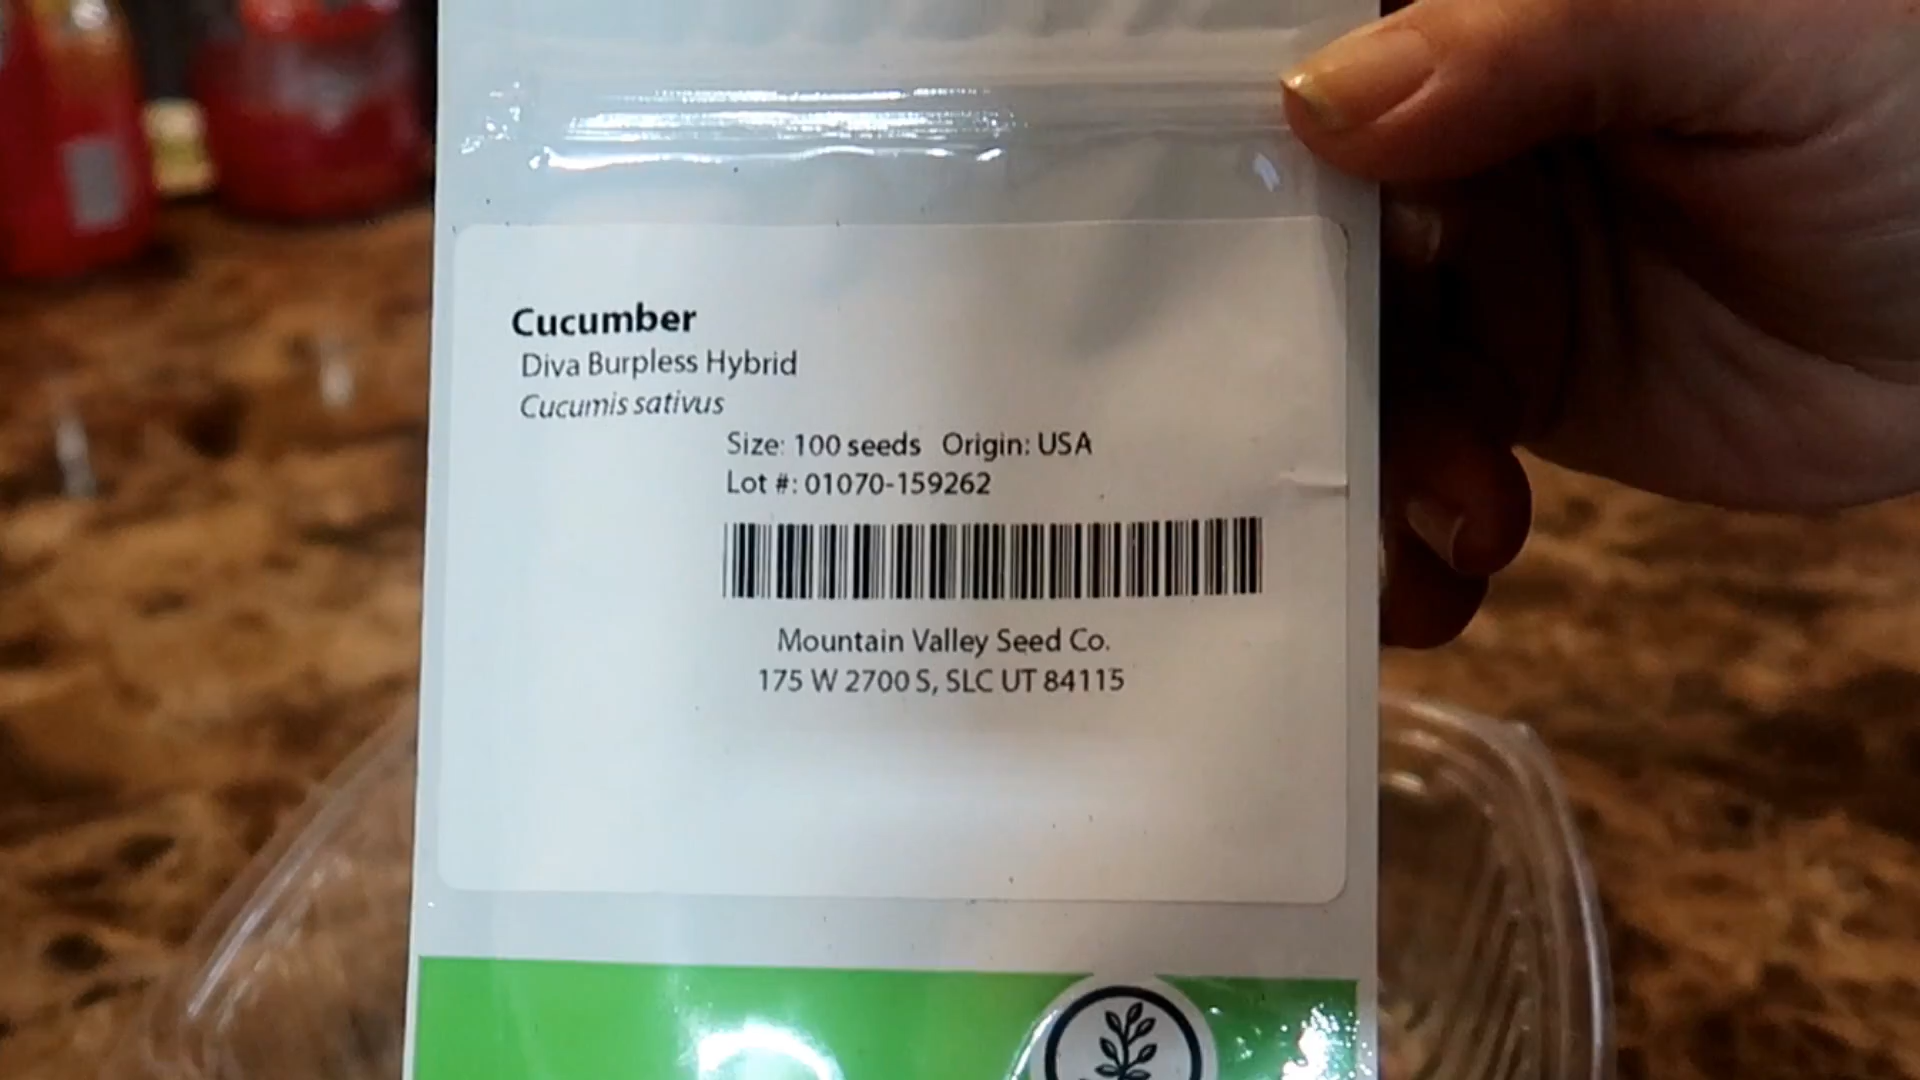 Cucumber
Diva Burpless Hybrid
Cucumis sativus
Size: 100 seeds Origin: USA
Lot #: 01070-159262
Mountain Valley Seed Co.
175 W 2700 S, SLC UT 84115